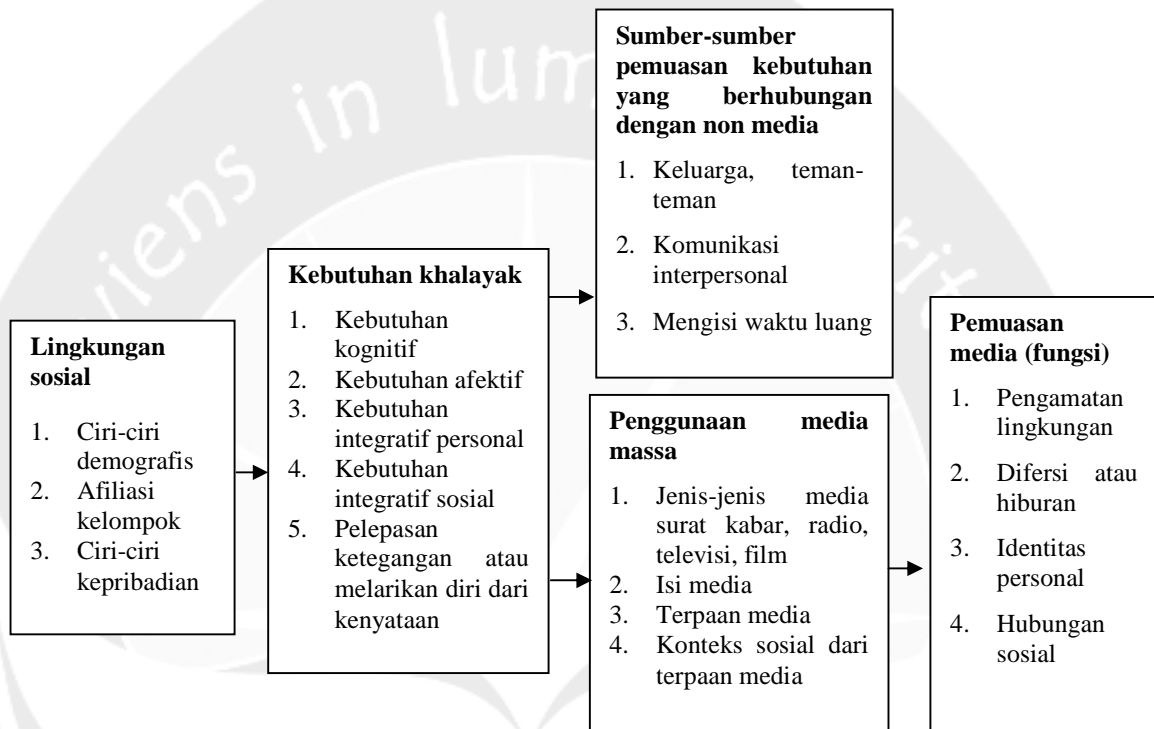 Sumber-sumber
pemuasan kebutuhan
yang berhubungan
dengan non media
1. Keluarga, teman-
teman
2. Komunikasi
interpersonal
3. Mengisi waktu luang
Kebutuhan khalayak
1. Kebutuhan
kognitif
2. Kebutuhan afektif
3. Kebutuhan
integratif personal
4. Kebutuhan
integratif sosial
5. Pelepasan
ketegangan atau
melarikan diri dari
kenyataan
Lingkungan
sosial
1. Ciri-ciri
demografis
2. Afiliasi
kelompok
3. Ciri-ciri
kepribadian
Penggunaan media
massa
1. Jenis-jenis media
surat kabar, radio,
televisi, film
2. Isi media
3. Terpaan media
4. Konteks sosial dari
terpaan media
Pemuasan
media (fungsi)
1. Pengamatan
lingkungan
2. Difersi atau
hiburan
3. Identitas
personal
4. Hubungan
sosial
in